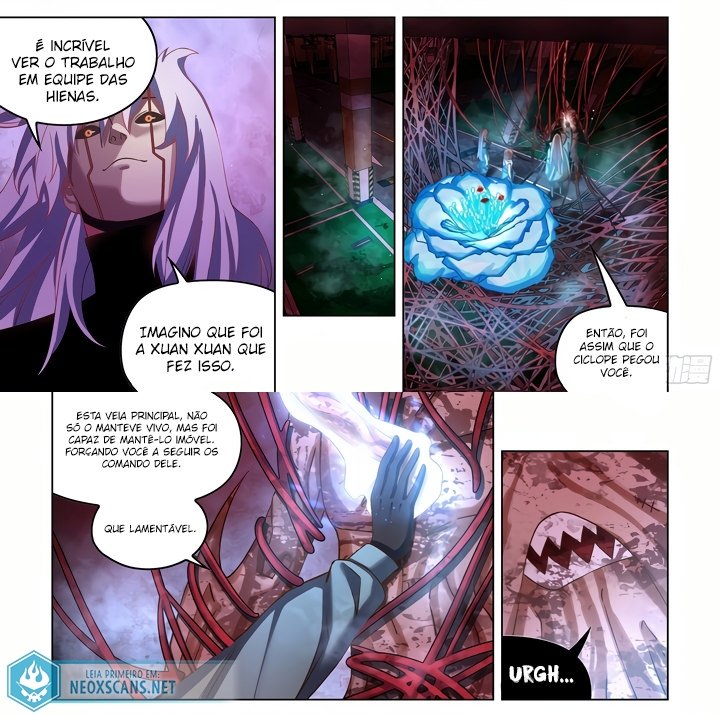 É INCRÍVEL
VER O TRABALHO
EM EQUIPE DAS
HIENAS.
IMAGINO QUE FOI
A XUAN XUAN QUE
FEZ ISSO.
ENTÃO, FOI
ASSIM QUE O
CICLOPE PEGOU
VOCÊ.
ESTA VEIA PRINCIPAL, NÃO
SÓ O MANTEVE VIVO, MAS FOI
CAPAZ DE MANTÊ-LO IMÓVEL.
FORÇANDO VOCÊ A SEGUIR OS
COMANDO DELE.
QUE LAMENTÁVEL.
URGH...
LEIA PRIMEIRO EM:
NEOXSCANS.NET